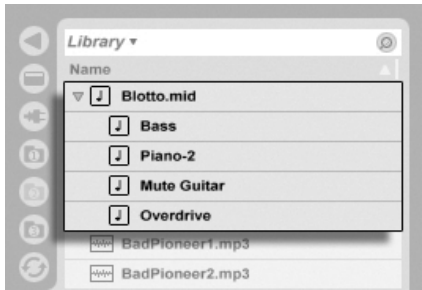 Library
Name
Blotto.mid
Bass
Piano-2
Mute Guitar
Overdrive
BadPioneer1.mp3
BadPioneer2.mp3